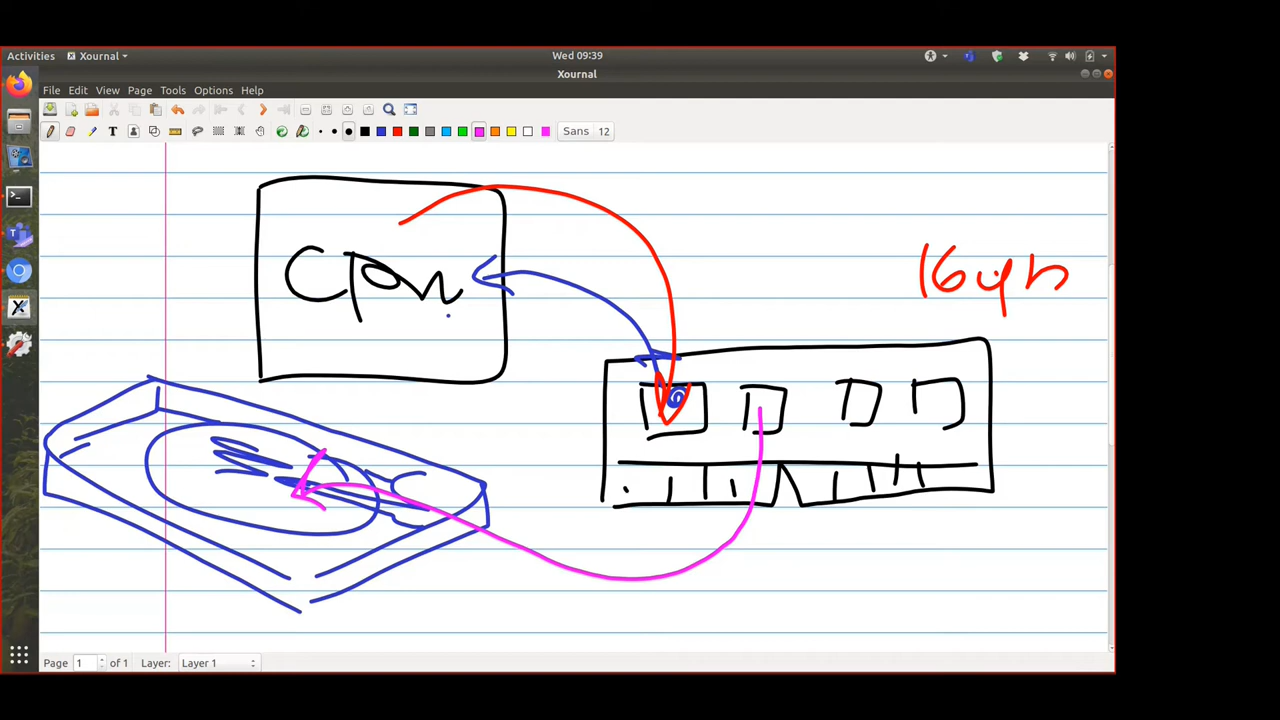 Activities Xournal Wed 09:39
Xournal
File Edit View Page Tools Options Help
T Sans 12
CPU
Page 1 of 1 Layer: Layer 1